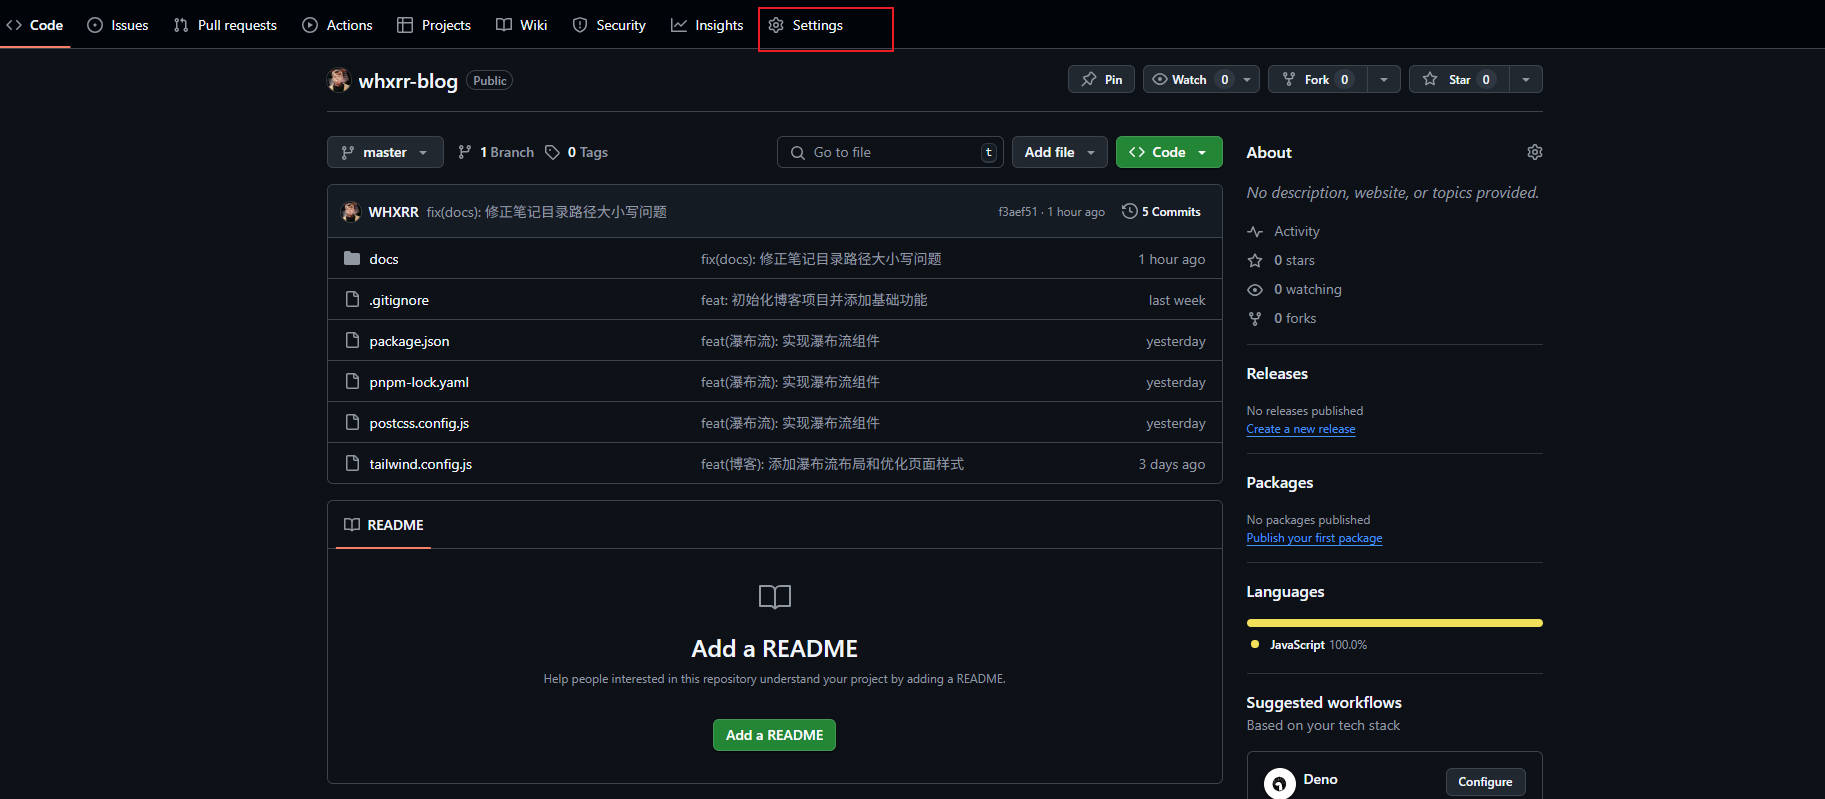 Code Issues Pull requests Actions Projects Wiki Security Insights Settings
whxrr-blog Public Pin Watch 0 Fork 0 Star 0
master 1 Branch 0 Tags Go to file t Add file Code
WHXRR fix(docs): 修正笔记目录路径大小写问题 f3aef51 · 1 hour ago 5 Commits
docs fix(docs): 修正笔记目录路径大小写问题 1 hour ago
.gitignore feat: 初始化博客项目并添加基础功能 last week
package.json feat(瀑布流): 实现瀑布流组件 yesterday
pnpm-lock.yaml feat(瀑布流): 实现瀑布流组件 yesterday
postcss.config.js feat(瀑布流): 实现瀑布流组件 yesterday
tailwind.config.js feat(博客): 添加瀑布流布局和优化页面样式 3 days ago
README
Add a README
Help people interested in this repository understand your project by adding a README.
Add a README
About
No description, website, or topics provided.
Activity
0 stars
0 watching
0 forks
Releases
No releases published
Create a new release
Packages
No packages published
Publish your first package
Languages
JavaScript 100.0%
Suggested workflows
Based on your tech stack
Deno Configure